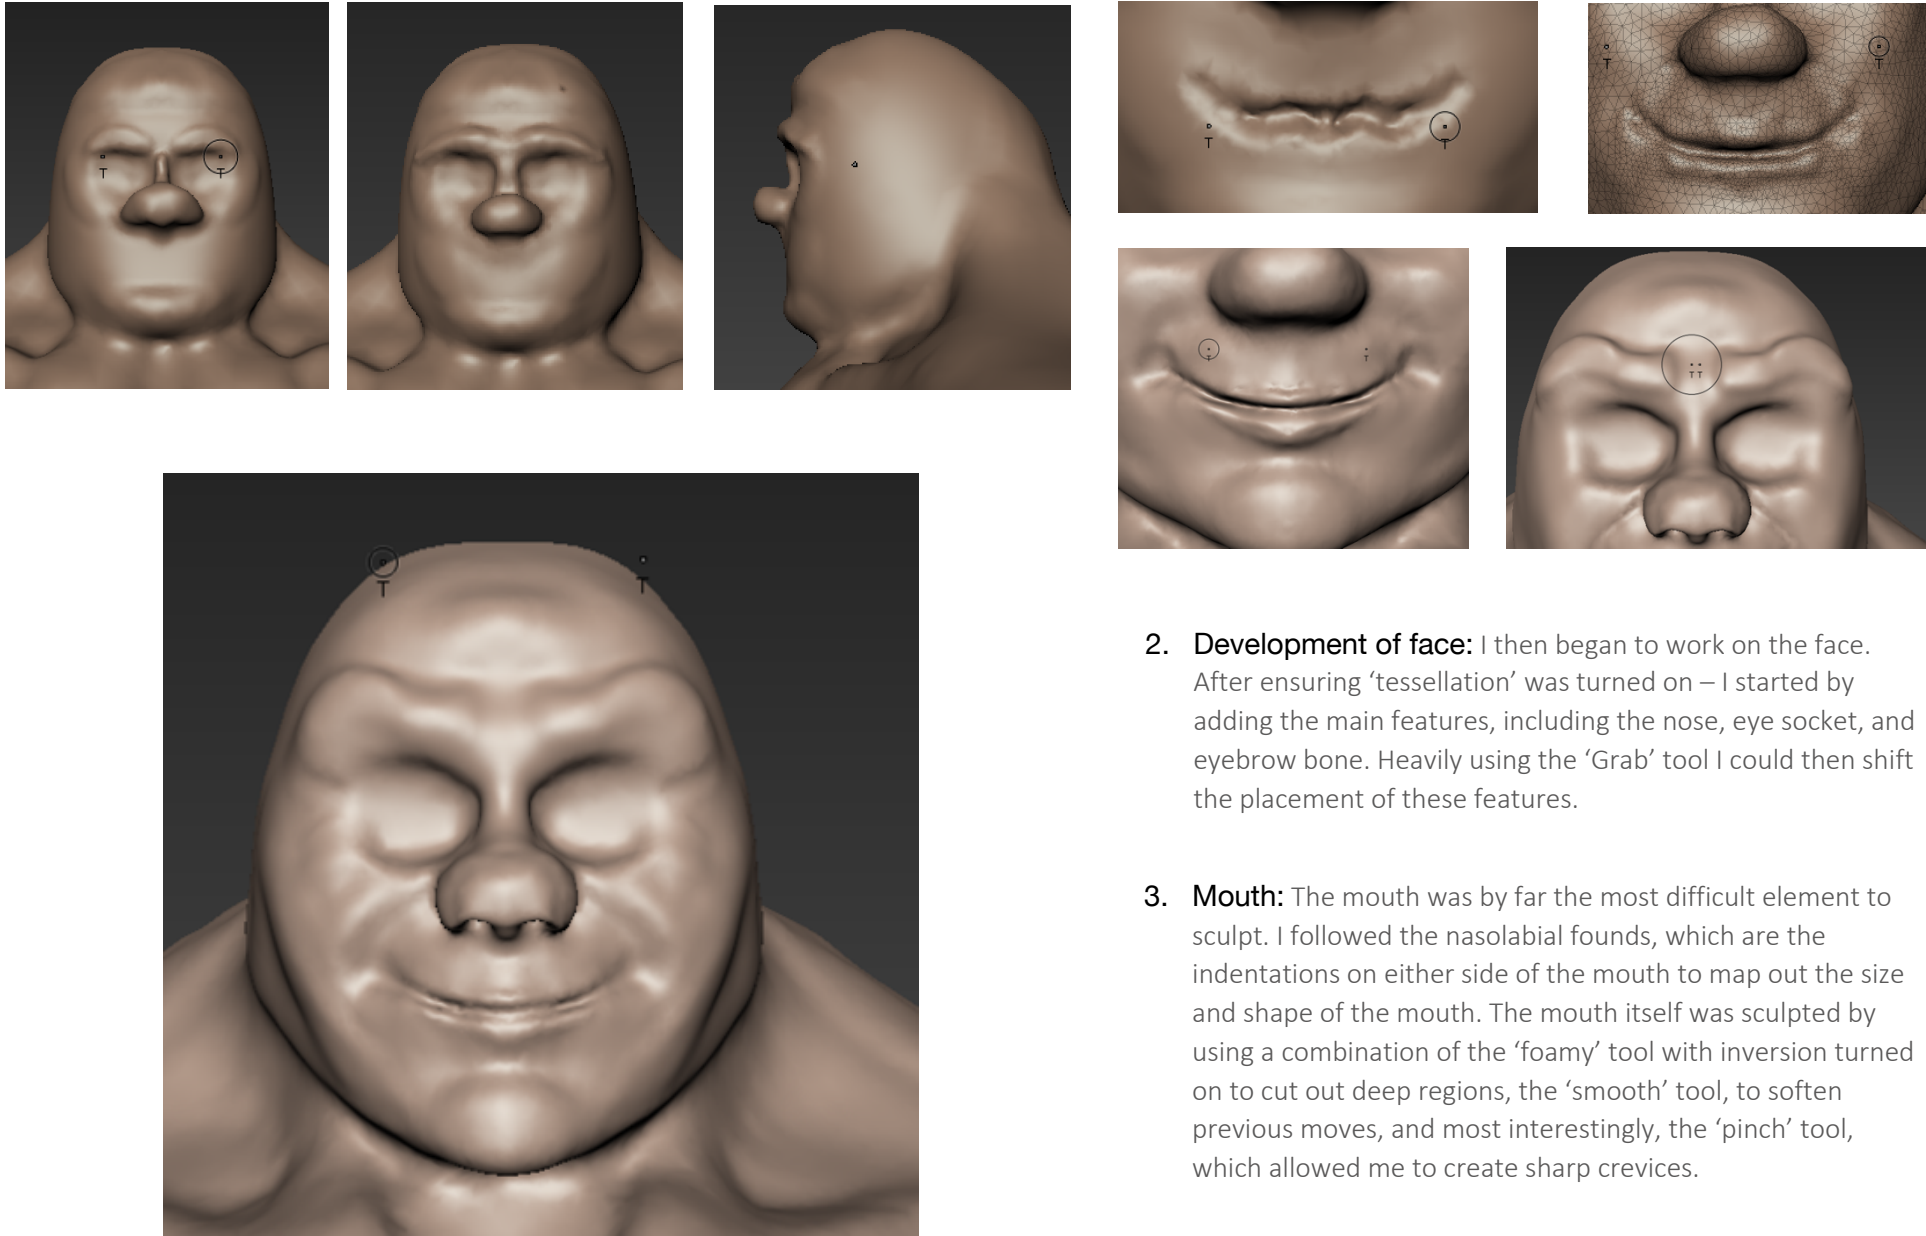 T
T
T
T
T
T
T
T
T T
T
T
2. Development of face: I then began to work on the face.
After ensuring ‘tessellation’ was turned on – I started by
adding the main features, including the nose, eye socket, and
eyebrow bone. Heavily using the ‘Grab’ tool I could then shift
the placement of these features.
3. Mouth: The mouth was by far the most difficult element to
sculpt. I followed the nasolabial founds, which are the
indentations on either side of the mouth to map out the size
and shape of the mouth. The mouth itself was sculpted by
using a combination of the ‘foamy’ tool with inversion turned
on to cut out deep regions, the ‘smooth’ tool, to soften
previous moves, and most interestingly, the ‘pinch’ tool,
which allowed me to create sharp crevices.